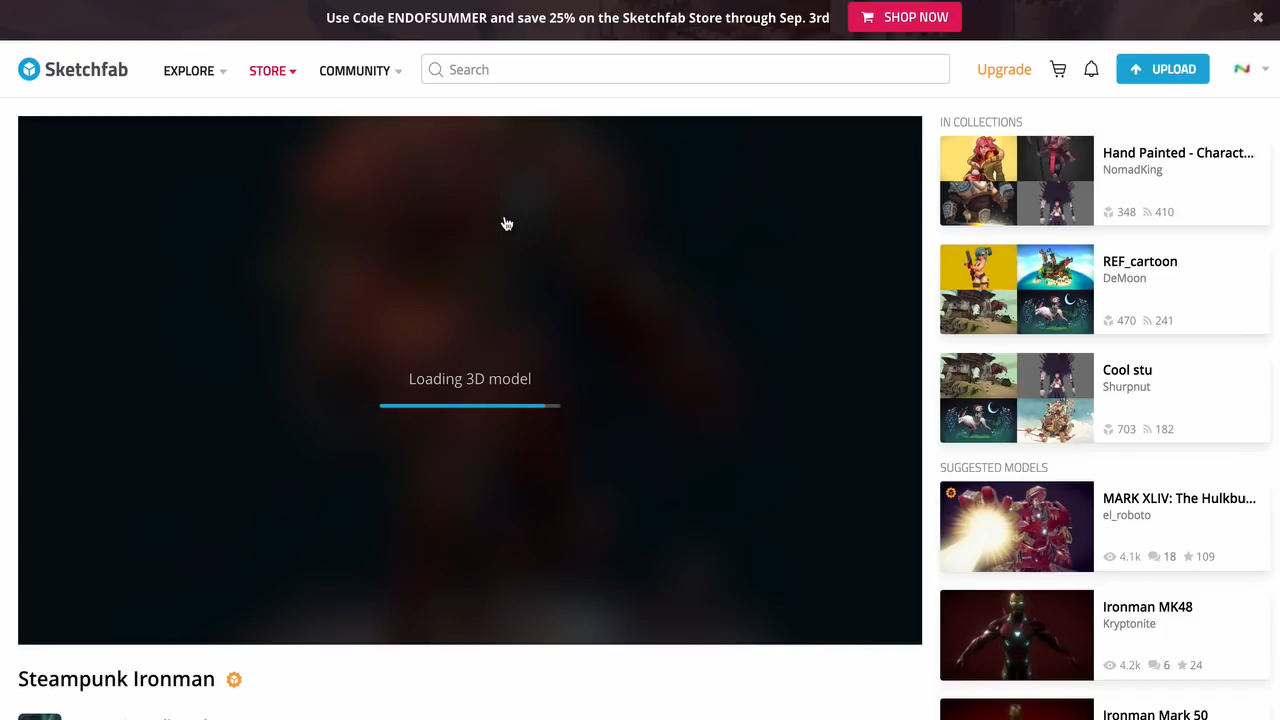 Use Code ENDOFSUMMER and save 25% on the Sketchfab Store through Sep. 3rd
SHOP NOW
Sketchfab
EXPLORE
STORE
COMMUNITY
Search
Upgrade
UPLOAD
Loading 3D model
Steampunk Ironman
IN COLLECTIONS
Hand Painted - Charact...
NomadKing
348 410
REF_cartoon
DeMoon
470 241
Cool stu
Shurpnut
703 182
SUGGESTED MODELS
MARK XLIV: The Hulkbu...
el_roboto
4.1k 18 109
Ironman MK48
Kryptonite
4.2k 6 24
Ironman Mark 50